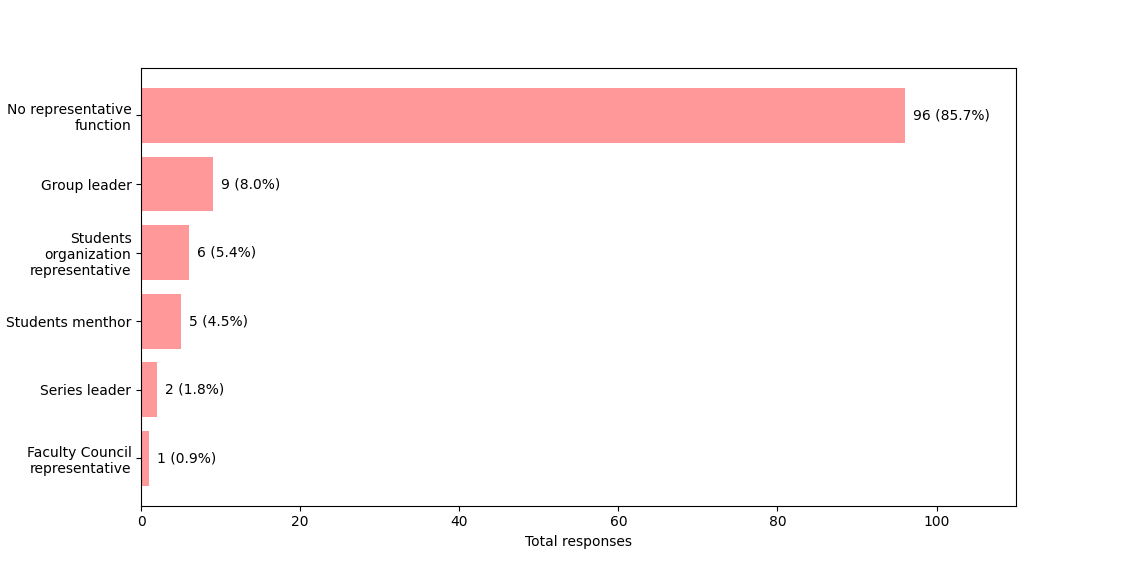 No representative
function
96 (85.7%)
Group leader
9 (8.0%)
Students
organization
representative
6 (5.4%)
Students menthor
5 (4.5%)
Series leader
2 (1.8%)
Faculty Council
representative
1 (0.9%)
0 20 40 60 80 100
Total responses